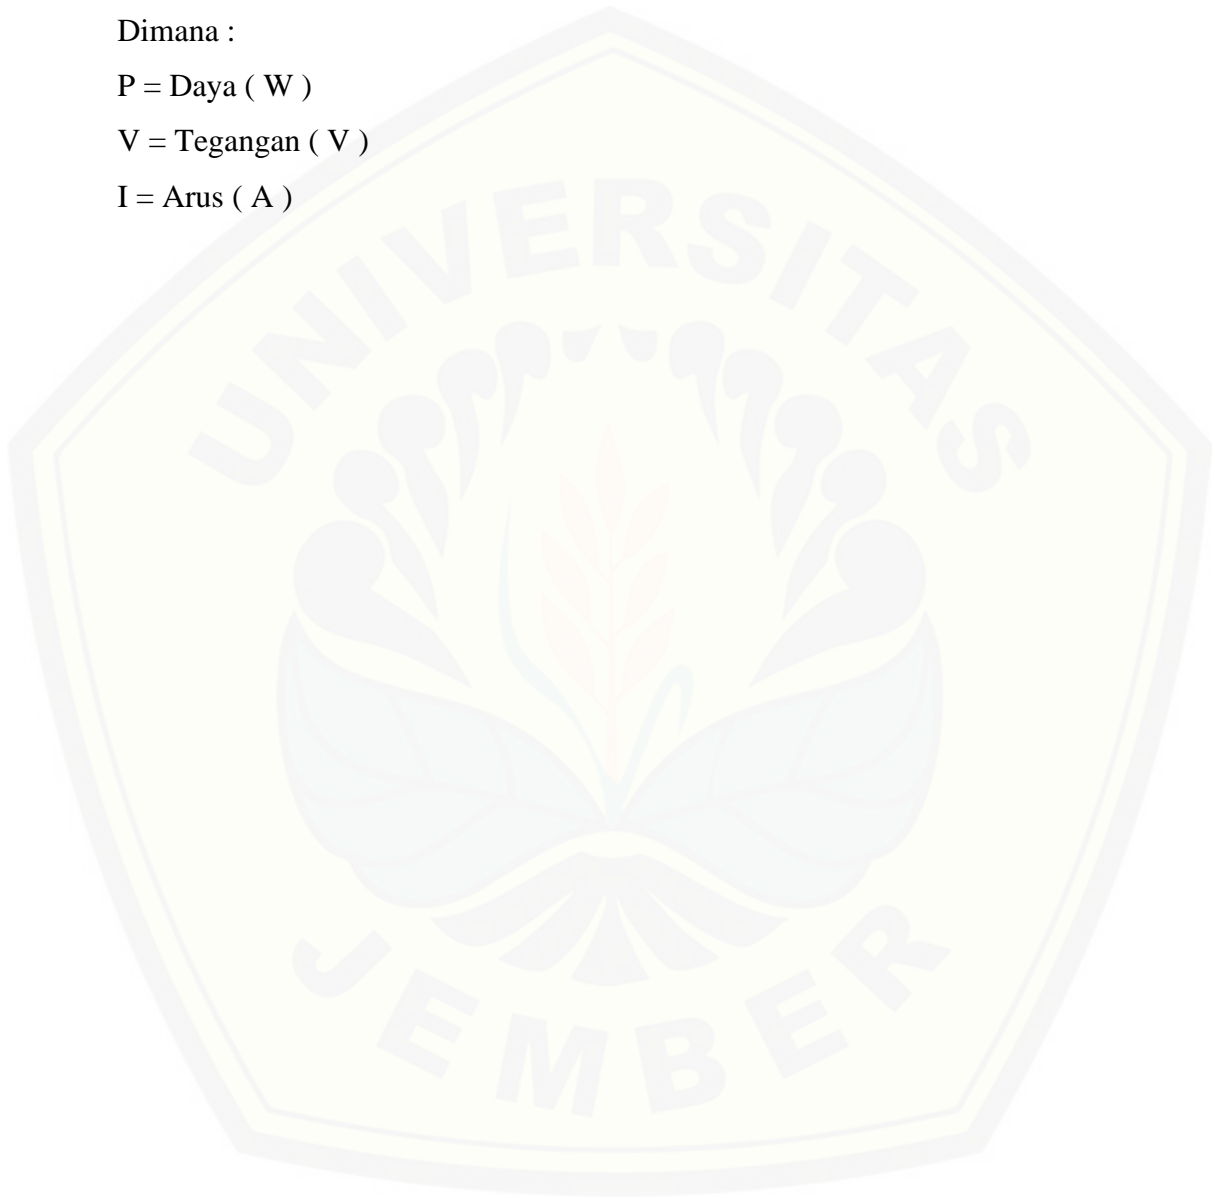 Dimana :
P = Daya ( W )
V = Tegangan ( V )
I = Arus ( A )
UNIVERSITAS
JEMBER